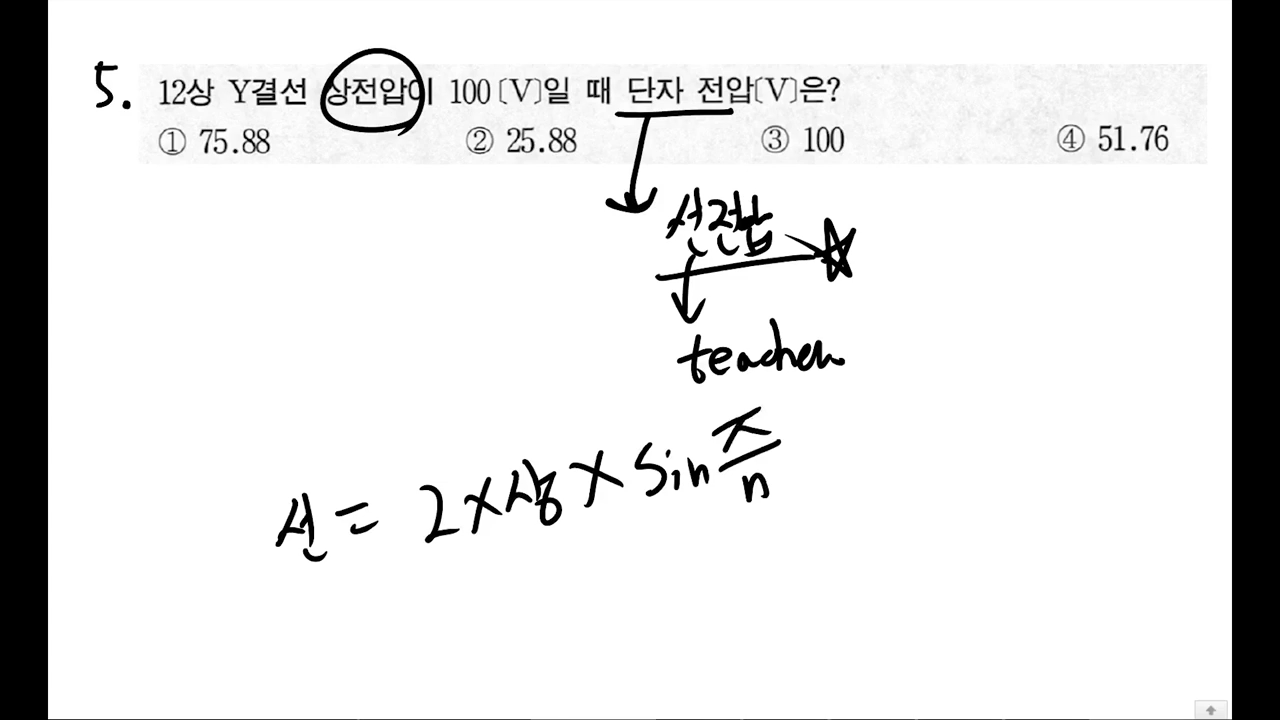 5. 12상 Y결선 상전압이 100〔V〕일 때 단자 전압〔V〕은?
① 75.88 ② 25.88 ③ 100 ④ 51.76
선전압
teacher
선 = 2 × 상 × sin π/n